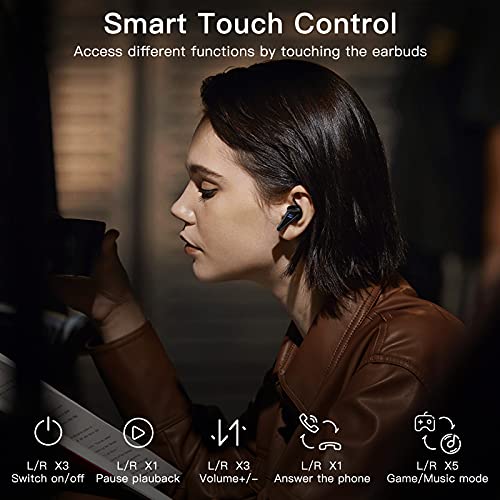 Smart Touch Control
Access different functions by touching the earbuds
L/R X3
Switch on/off
L/R X1
Pause plauback
L/R X3
Volume+/-
L/R X1
Answer the phone
L/R X5
Game/Music mode